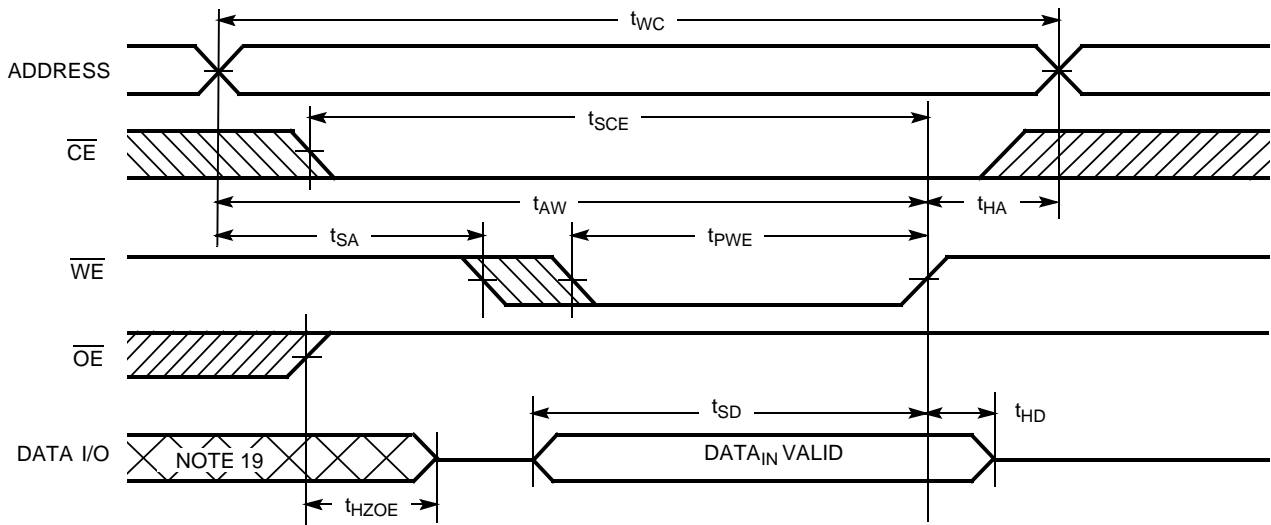 tWC
ADDRESS
tSCE
CE
tAW
tHA
tSA
tPWE
WE
OE
tSD
tHD
DATA I/O
NOTE 19
DATAIN VALID
tHZOE